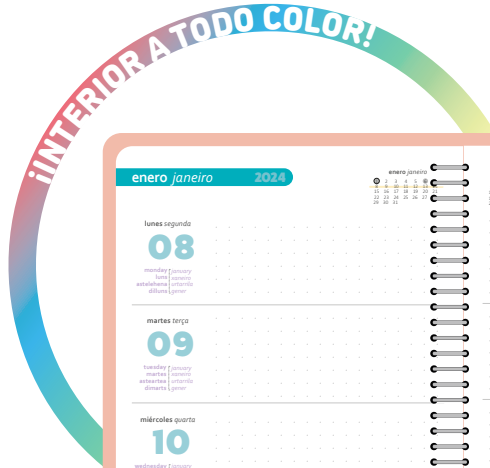 ¡INTERIOR A TODO COLOR!
enero janeiro 2024
enero janeiro
1 2 3 4 5 6
8 9 10 11 12 13 21
15 16 17 18 19 20
22 23 24 25 26 27
29 30 31
lunes segunda
08
monday january
luns xaneiro
astelehena urtarrila
dilluns gener
martes terça
09
tuesday january
martes xaneiro
asteartea urtarrila
dimarts gener
miércoles quarta
10
wednesday january